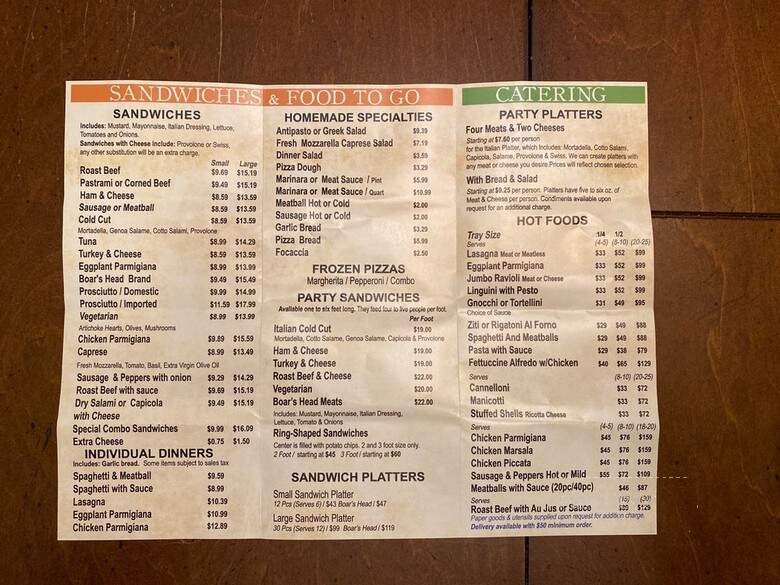 SANDWICHES & FOOD TO GO
SANDWICHES
Includes: Mustard, Mayonnaise, Italian Dressing, Lettuce,
Tomatoes and Onions.
Sandwiches with Cheese include: Provolone or Swiss,
any other substitution will be an extra charge.
Small Large
Roast Beef $9.69 $15.19
Pastrami or Corned Beef $9.49 $15.19
Ham & Cheese $8.59 $13.59
Sausage or Meatball $8.59 $13.59
Cold Cut $8.59 $13.59
Mortadella, Genoa Salame, Cotto Salami, Provolone
Tuna $8.99 $14.29
Turkey & Cheese $8.59 $13.59
Eggplant Parmigiana $8.99 $13.99
Boar's Head Brand $9.49 $15.49
Prosciutto / Domestic $9.99 $14.99
Prosciutto / Imported $11.59 $17.99
Vegetarian $8.99 $13.99
Artichoke Hearts, Olives, Mushrooms
Chicken Parmigiana $9.89 $15.59
Caprese $8.99 $13.49
Fresh Mozzarella, Tomato, Basil, Extra Virgin Olive Oil
Sausage & Peppers with onion $9.29 $14.29
Roast Beef with sauce $9.69 $15.19
Dry Salami or Capicola $9.49 $15.19
with Cheese
Special Combo Sandwiches $9.99 $16.09
Extra Cheese $0.75 $1.50
INDIVIDUAL DINNERS
Includes: Garlic bread. Some items subject to sales tax
Spaghetti & Meatball $9.59
Spaghetti with Sauce $8.99
Lasagna $10.39
Eggplant Parmigiana $10.99
Chicken Parmigiana $12.89
HOMEMADE SPECIALTIES
Antipasto or Greek Salad $9.39
Fresh Mozzarella Caprese Salad $7.19
Dinner Salad $3.59
Pizza Dough $3.29
Marinara or Meat Sauce / Pint $5.99
Marinara or Meat Sauce / Quart $10.99
Meatball Hot or Cold $2.00
Sausage Hot or Cold $2.00
Garlic Bread $3.29
Pizza Bread $5.99
Focaccia $2.50
FROZEN PIZZAS
Margherita / Pepperoni / Combo
PARTY SANDWICHES
Available one to six feet long. They feed four to five people per foot.
Per Foot
Italian Cold Cut $19.00
Mortadella, Cotto Salame, Genoa Salame, Capicola & Provolone
Ham & Cheese $19.00
Turkey & Cheese $19.00
Roast Beef & Cheese $22.00
Vegetarian $20.00
Boar's Head Meats $22.00
Includes: Mustard, Mayonnaise, Italian Dressing,
Lettuce, Tomato & Onions
Ring-Shaped Sandwiches
Center is filled with potato chips. 2 and 3 foot size only.
2 Foot / starting at $45 3 Foot / starting at $60
SANDWICH PLATTERS
Small Sandwich Platter
12 Pcs (Serves 6) / $43 Boar's Head / $47
Large Sandwich Platter
30 Pcs (Serves 12) / $99 Boar's Head / $119
CATERING
PARTY PLATTERS
Four Meats & Two Cheeses
Starting at $7.60 per person
for the Italian Platter, which Includes: Mortadella, Cotto Salami,
Capicola, Salame, Provolone & Swiss. We can create platters with
any meat or cheese you desire. Prices will reflect chosen selection.
With Bread & Salad
Starting at $9.25 per person. Platters have five to six oz. of
Meat & Cheese per person. Condiments available upon
request for an additional charge.
HOT FOODS
Tray Size 1/4 1/2
Serves (4-5) (8-10) (20-25)
Lasagna Meat or Meatless $33 $52 $99
Eggplant Parmigiana $33 $52 $99
Jumbo Ravioli Meat or Cheese $33 $52 $99
Linguini with Pesto $33 $52 $99
Gnocchi or Tortellini $31 $49 $95
Choice of Sauce
Ziti or Rigatoni Al Forno $29 $49 $88
Spaghetti And Meatballs $29 $49 $88
Pasta with Sauce $29 $38 $79
Fettuccine Alfredo w/Chicken $40 $65 $129
Serves (8-10) (20-25)
Cannelloni $33 $72
Manicotti $33 $72
Stuffed Shells Ricotta Cheese $33 $72
Serves (4-5) (8-10) (18-20)
Chicken Parmigiana $45 $76 $159
Chicken Marsala $45 $76 $159
Chicken Piccata $45 $76 $159
Sausage & Peppers Hot or Mild $55 $72 $109
Meatballs with Sauce (20pc/40pc) $46 $87
Serves (15) (30)
Roast Beef with Au Jus or Sauce $129
Paper goods & utensils supplied upon request for addition charge.
Delivery available with $50 minimum order.